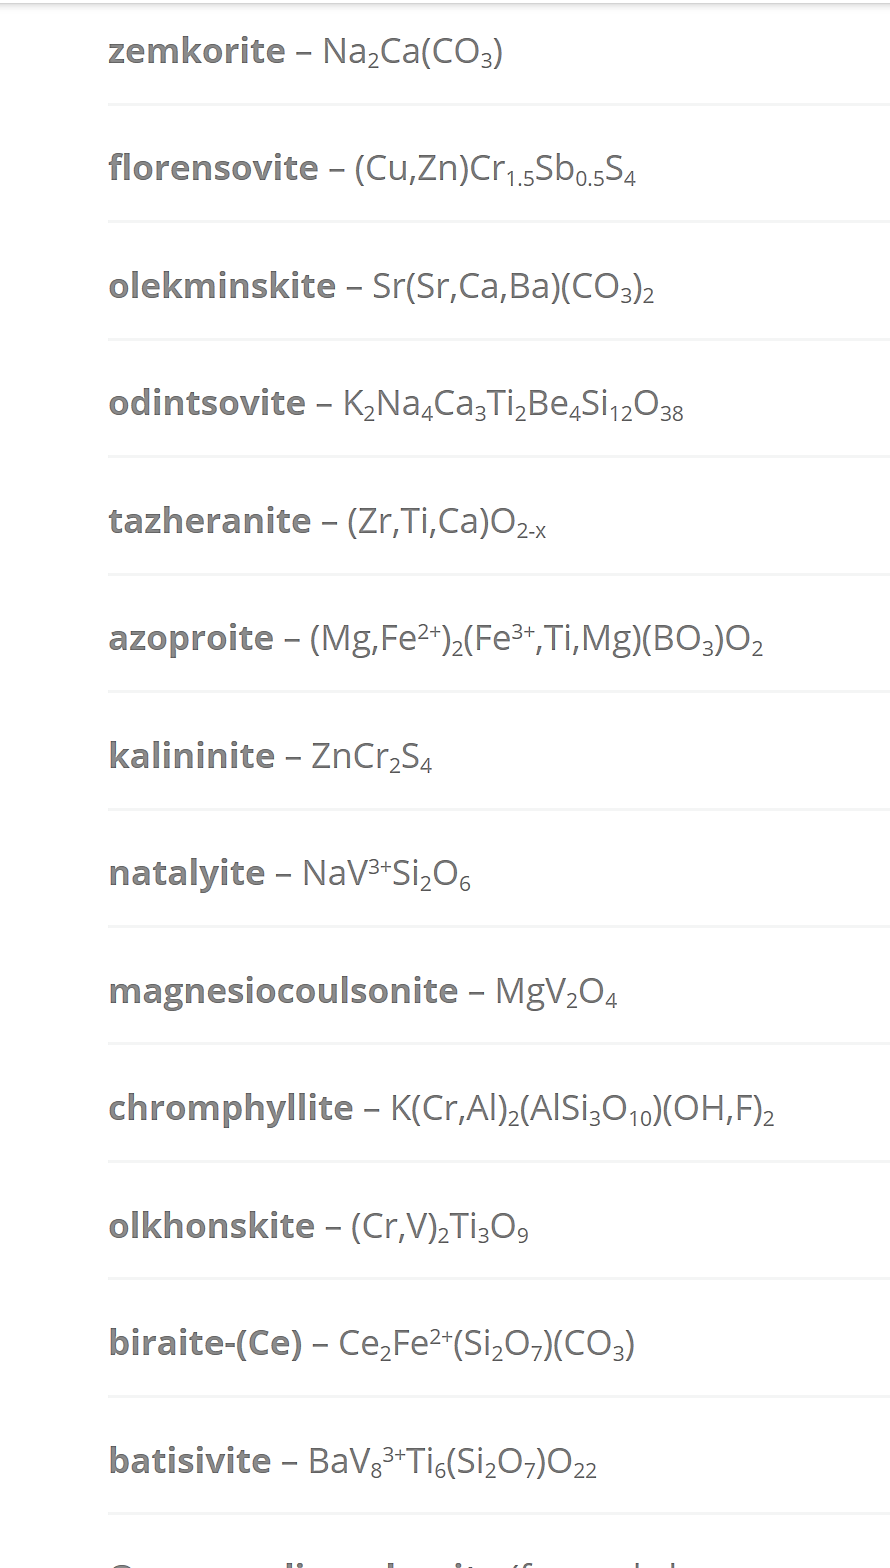 zemkorite – Na₂Ca(CO₃)
florensovite – (Cu,Zn)Cr₁.₅Sb₀.₅S₄
olekminskite – Sr(Sr,Ca,Ba)(CO₃)₂
odintsovite – K₂Na₄Ca₃Ti₂Be₄Si₁₂O₃₈
tazheranite – (Zr,Ti,Ca)O₂₋ₓ
azoproite – (Mg,Fe²⁺)₂(Fe³⁺,Ti,Mg)(BO₃)O₂
kalininite – ZnCr₂S₄
natalyite – NaV³⁺Si₂O₆
magnesiocoulsonite – MgV₂O₄
chromphyllite – K(Cr,Al)₂(AlSi₃O₁₀)(OH,F)₂
olkhonskite – (Cr,V)₂Ti₃O₉
biraite-(Ce) – Ce₂Fe²⁺(Si₂O₇)(CO₃)
batisivite – BaV₈³⁺Ti₆(Si₂O₇)O₂₂